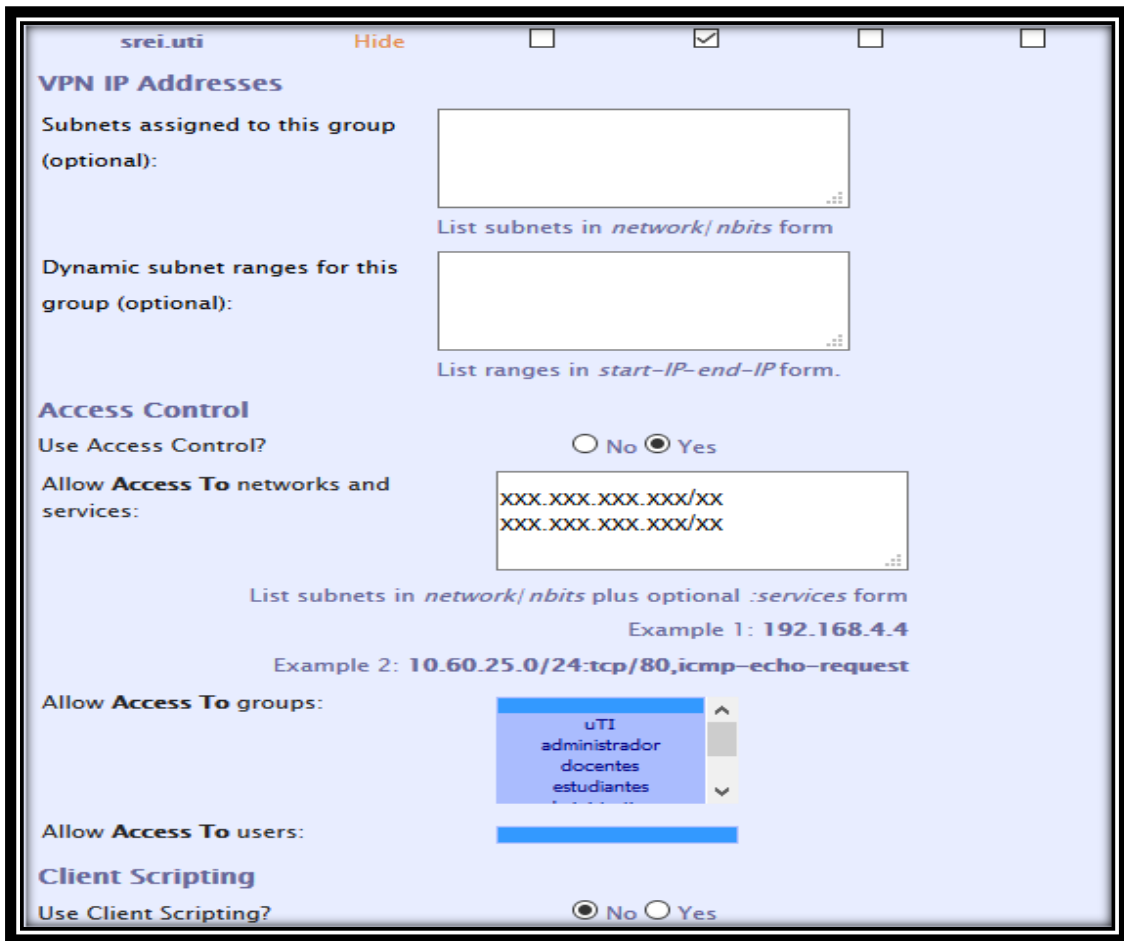 srei.uti Hide
VPN IP Addresses
Subnets assigned to this group
(optional):
List subnets in network/nbits form
Dynamic subnet ranges for this
group (optional):
List ranges in start-IP-end-IP form.
Access Control
Use Access Control? No Yes
Allow Access To networks and
services:
xxx.xxx.xxx.xxx/xx
xxx.xxx.xxx.xxx/xx
List subnets in network/nbits plus optional :services form
Example 1: 192.168.4.4
Example 2: 10.60.25.0/24:tcp/80,icmp-echo-request
Allow Access To groups:
uTI
administrador
docentes
estudiantes
Allow Access To users:
Client Scripting
Use Client Scripting? No Yes